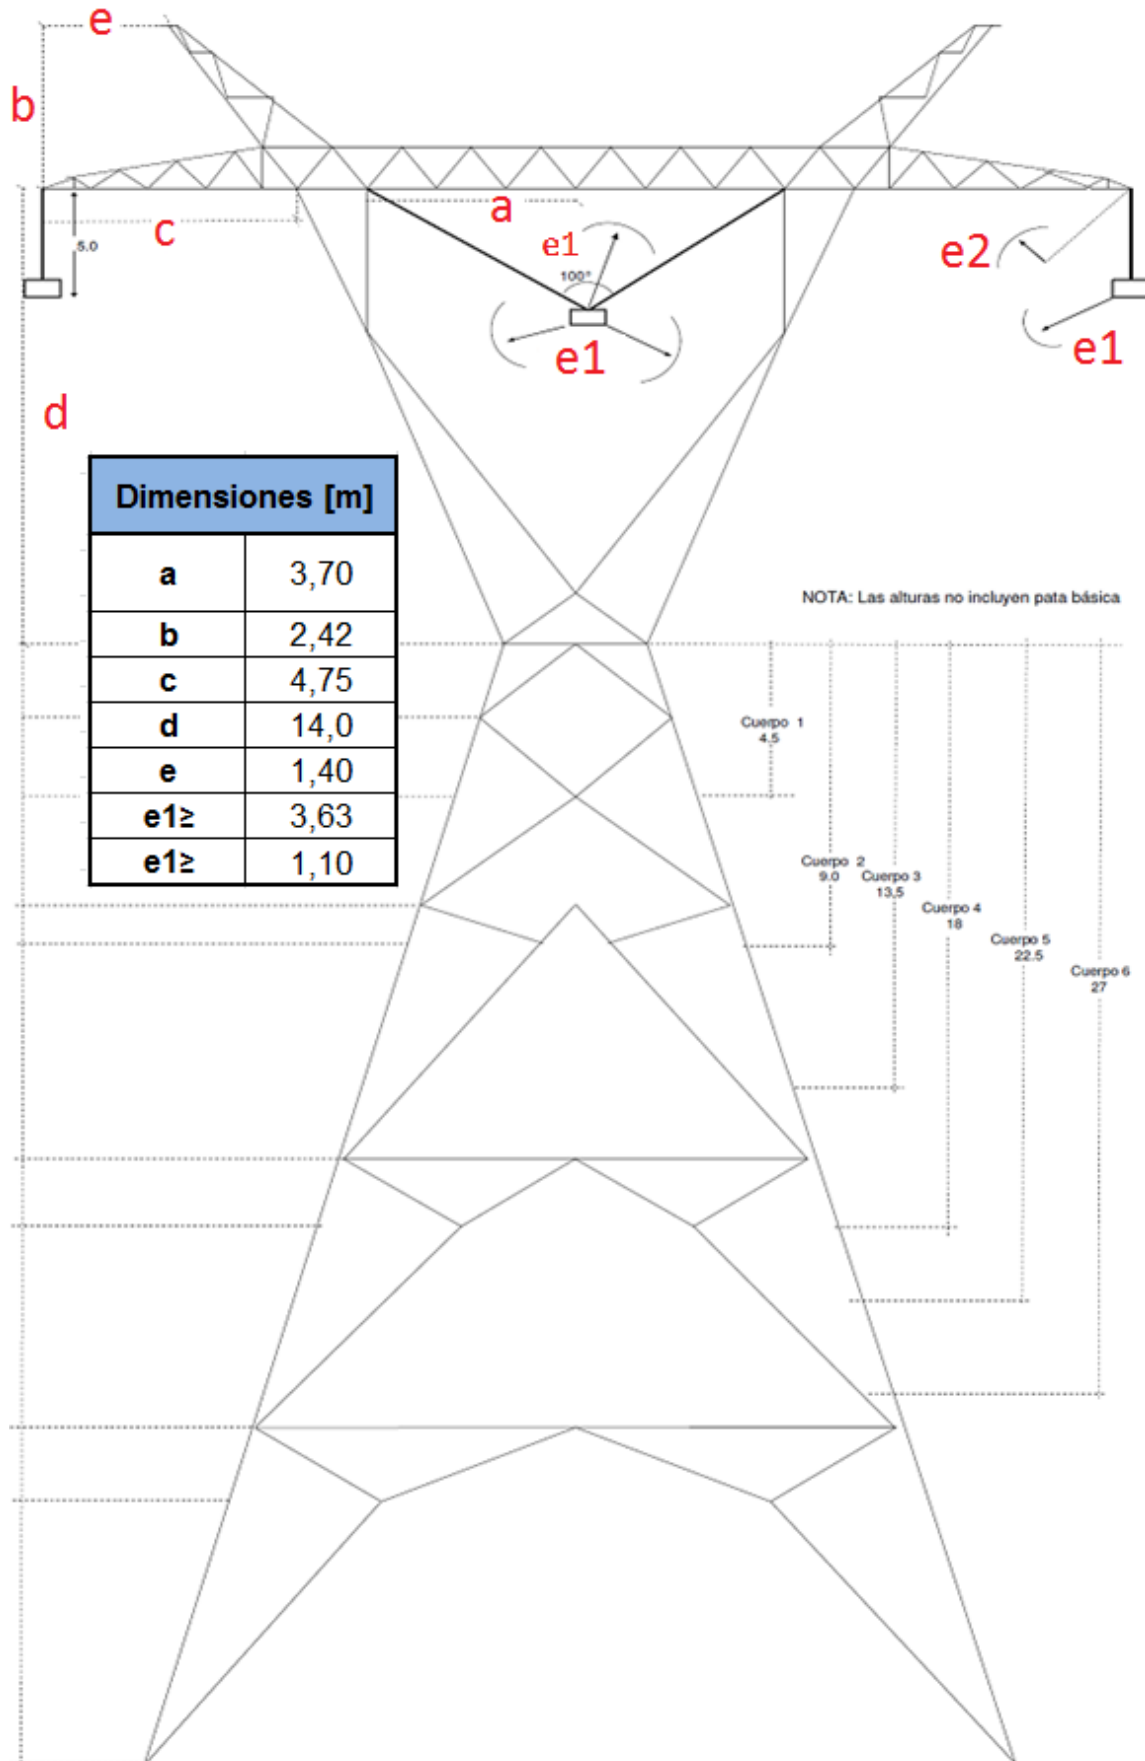 e
b
c
a
5.0
e1
100°
e2
e1
e1
d
Dimensiones [m]
a 3,70
b 2,42
c 4,75
d 14,0
e 1,40
e1≥ 3,63
e1≥ 1,10
NOTA: Las alturas no incluyen pata básica
Cuerpo 1
4.5
Cuerpo 2
9.0
Cuerpo 3
13,5
Cuerpo 4
18
Cuerpo 5
22.5
Cuerpo 6
27